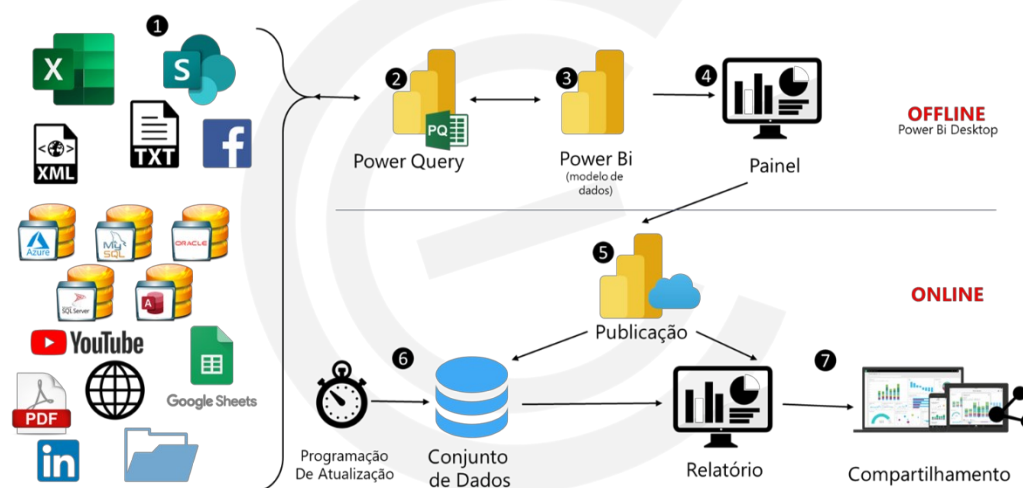 1
X
S
2
3
4
PQ
<⊕>
XML
TXT
f
Power Query
Power Bi
(modelo de
dados)
Painel
OFFLINE
Power Bi Desktop
Azure
My
SQL
ORACLE
SQL Server
A
5
ONLINE
YouTube
Publicação
6
7
PDF
Google Sheets
in
Programação
De Atualização
Conjunto
de Dados
Relatório
Compartilhamento